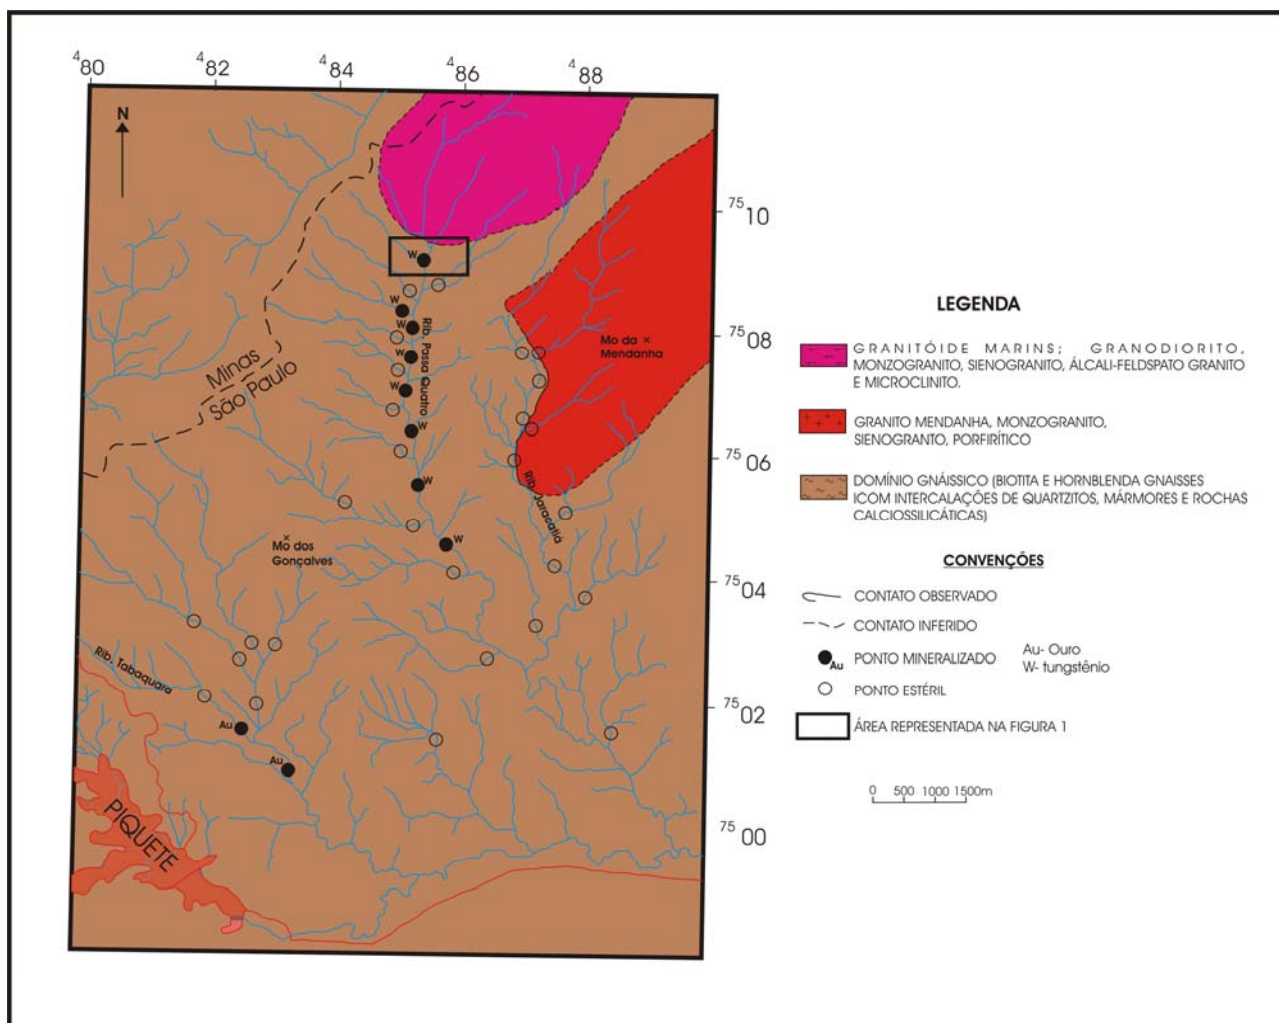 480
482
484
486
488
N
7510
7508
7506
7504
7502
7500
W
W
W
W
W
W
W
W
Rib. Passa Quatro
Mo da
Mendanha
Minas
São Paulo
Rib. Jaracatiá
Mo dos
Gonçalves
Rib. Tabaquara
Au
Au
PIQUETE
LEGENDA
GRANITÓIDE MARINS; GRANODIORITO,
MONZOGRANITO, SIENOGRANITO, ÁLCALI-FELDSPATO GRANITO
E MICROCLINITO.
GRANITO MENDANHA, MONZOGRANITO,
SIENOGRANTO, PORFIRÍTICO
DOMÍNIO GNÁISSICO (BIOTITA E HORNBLENDA GNAISSES
ICOM INTERCALAÇÕES DE QUARTZITOS, MÁRMORES E ROCHAS
CALCIOSSILICÁTICAS)
CONVENÇÕES
CONTATO OBSERVADO
CONTATO INFERIDO
Au PONTO MINERALIZADO
Au- Ouro
W- tungstênio
PONTO ESTÉRIL
ÁREA REPRESENTADA NA FIGURA 1
0 500 1000 1500m